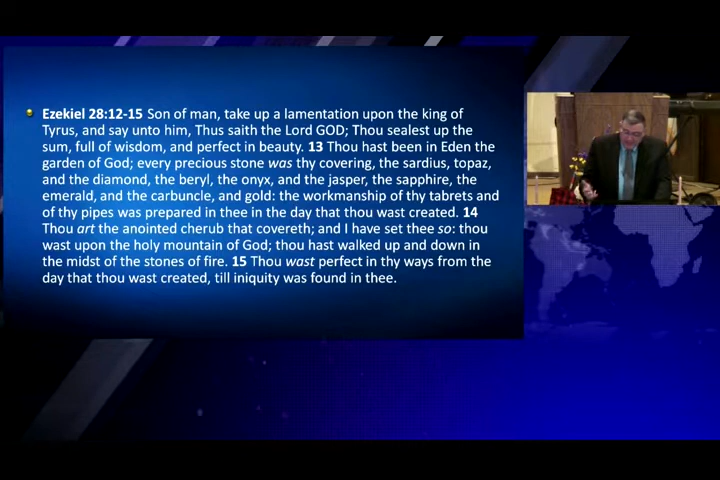 Ezekiel 28:12-15 Son of man, take up a lamentation upon the king of
Tyrus, and say unto him, Thus saith the Lord GOD; Thou sealest up the
sum, full of wisdom, and perfect in beauty. 13 Thou hast been in Eden the
garden of God; every precious stone was thy covering, the sardius, topaz,
and the diamond, the beryl, the onyx, and the jasper, the sapphire, the
emerald, and the carbuncle, and gold: the workmanship of thy tabrets and
of thy pipes was prepared in thee in the day that thou wast created. 14
Thou art the anointed cherub that covereth; and I have set thee so: thou
wast upon the holy mountain of God; thou hast walked up and down in
the midst of the stones of fire. 15 Thou wast perfect in thy ways from the
day that thou wast created, till iniquity was found in thee.